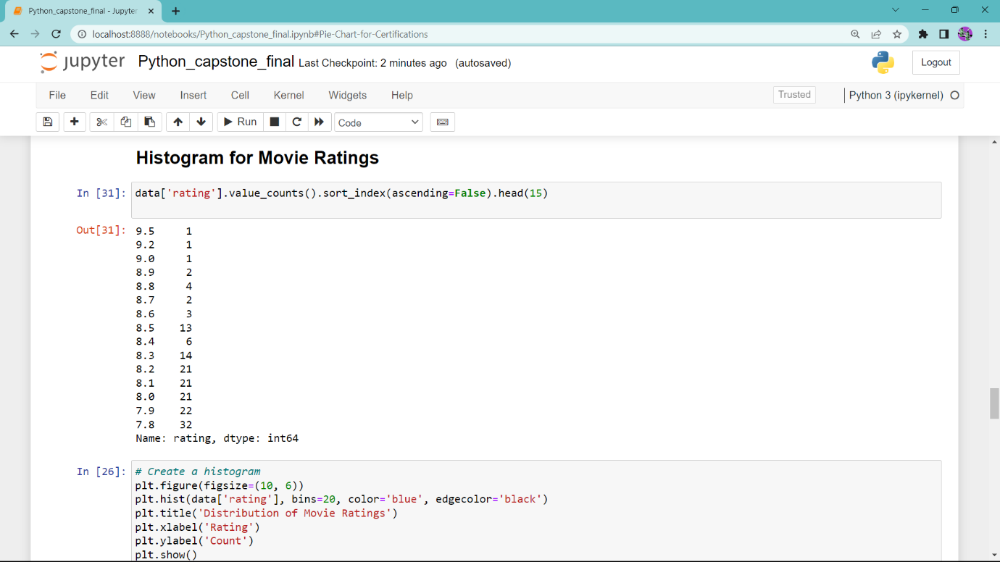 Python_capstone_final - Jupyter
localhost:8888/notebooks/Python_capstone_final.ipynb#Pie-Chart-for-Certifications
jupyter Python_capstone_final Last Checkpoint: 2 minutes ago (autosaved)
Logout
File Edit View Insert Cell Kernel Widgets Help
Trusted
Python 3 (ipykernel)
Run
Code
Histogram for Movie Ratings
In [31]: data['rating'].value_counts().sort_index(ascending=False).head(15)
Out[31]: 9.5 1
9.2 1
9.0 1
8.9 2
8.8 4
8.7 2
8.6 3
8.5 13
8.4 6
8.3 14
8.2 21
8.1 21
8.0 21
7.9 22
7.8 32
Name: rating, dtype: int64
In [26]: # Create a histogram
plt.figure(figsize=(10, 6))
plt.hist(data['rating'], bins=20, color='blue', edgecolor='black')
plt.title('Distribution of Movie Ratings')
plt.xlabel('Rating')
plt.ylabel('Count')
plt.show()